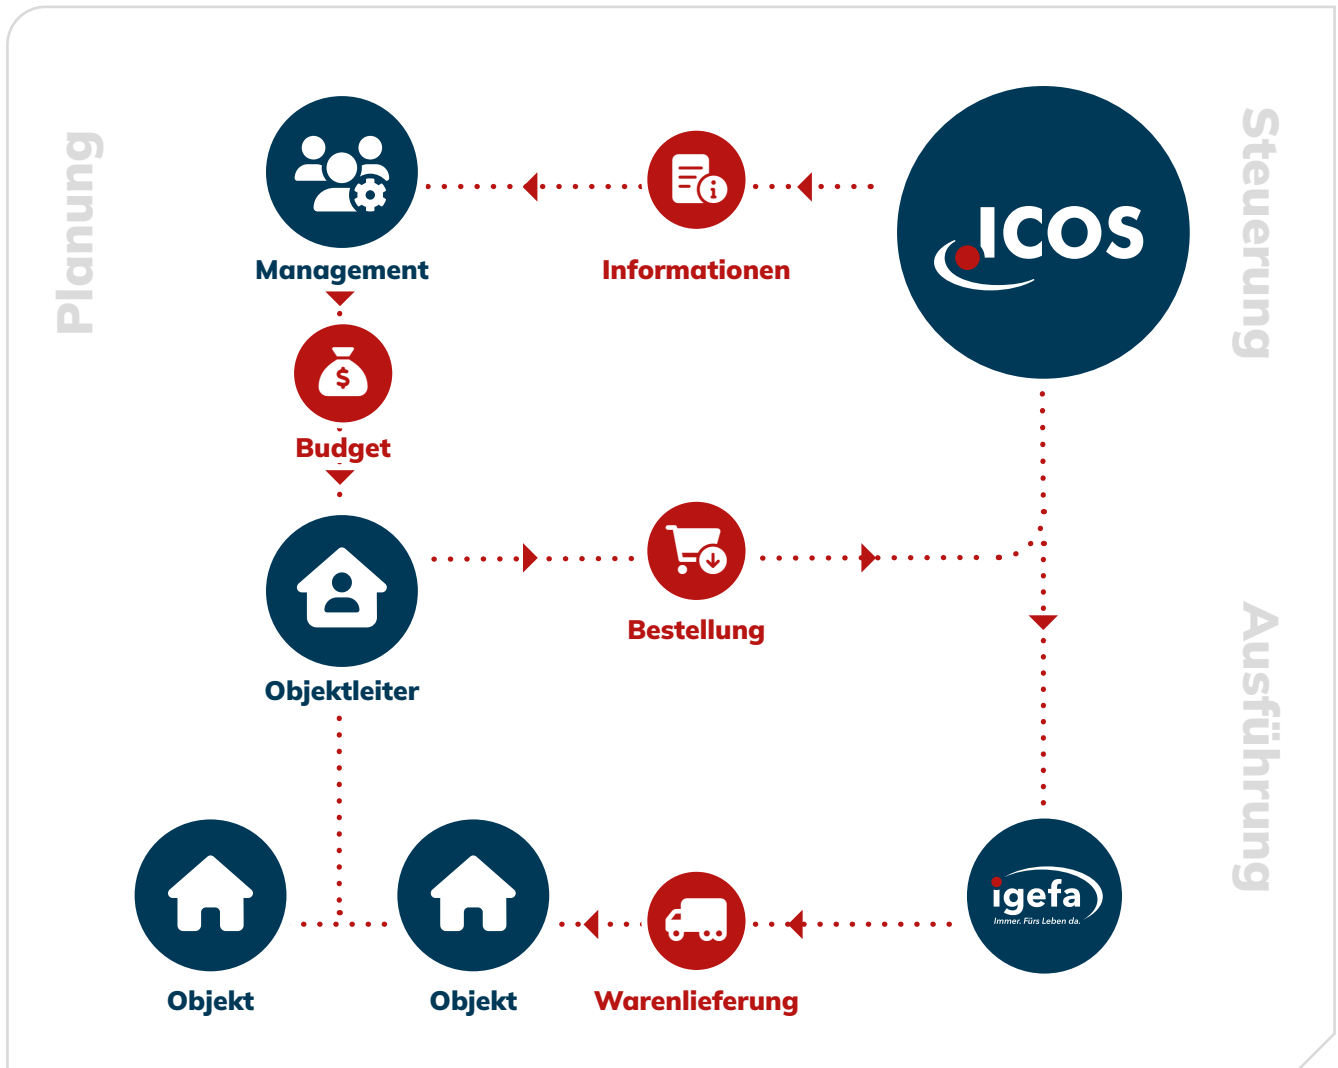 Planung
Steuerung
ICOS
Management
Informationen
$
Budget
Bestellung
Objektleiter
Ausführung
igefa
Immer. Fürs Leben da.
Objekt
Objekt
Warenlieferung